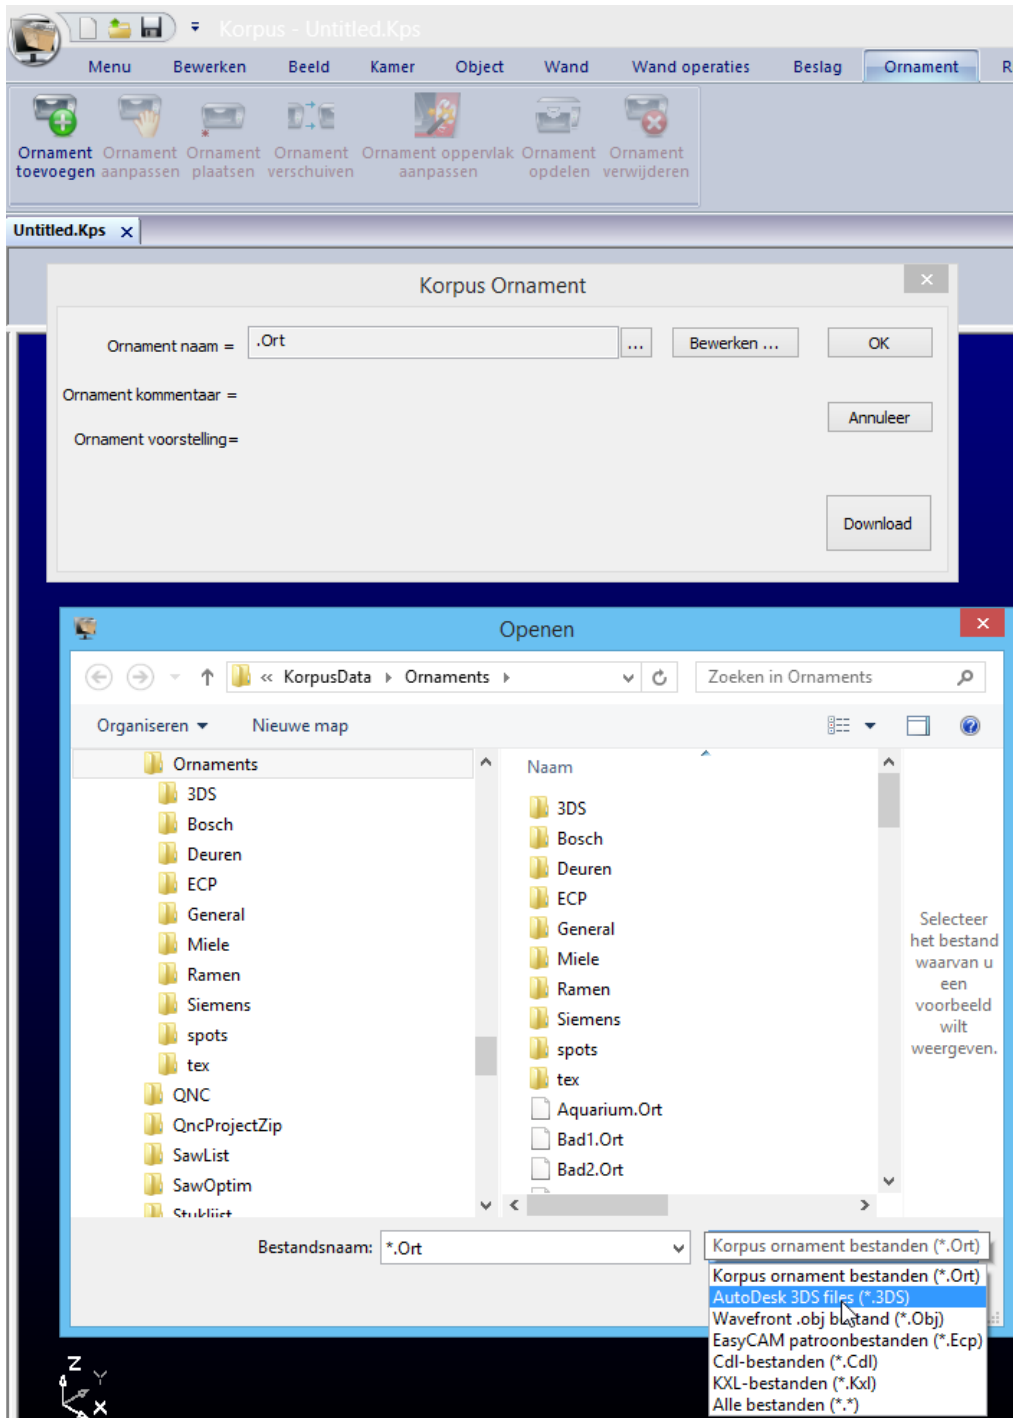 Korpus - Untitled.Kps
Menu Bewerken Beeld Kamer Object Wand Wand operaties Beslag Ornament R
Ornament toevoegen
Ornament aanpassen
Ornament plaatsen
Ornament verschuiven
Ornament oppervlak aanpassen
Ornament opdelen
Ornament verwijderen
Untitled.Kps x
Korpus Ornament
Ornament naam = .Ort ... Bewerken ... OK
Ornament kommentaar =
Annuleer
Ornament voorstelling=
Download
Openen
« KorpusData Ornaments Zoeken in Ornaments
Organiseren Nieuwe map
Ornaments
3DS
Bosch
Deuren
ECP
General
Miele
Ramen
Siemens
spots
tex
QNC
QncProjectZip
SawList
SawOptim
Stuklijst
Naam
3DS
Bosch
Deuren
ECP
General
Miele
Ramen
Siemens
spots
tex
Aquarium.Ort
Bad1.Ort
Bad2.Ort
Selecteer
het bestand
waarvan u
een
voorbeeld
wilt
weergeven.
Bestandsnaam: *.Ort Korpus ornament bestanden (*.Ort)
Korpus ornament bestanden (*.Ort)
AutoDesk 3DS files (*.3DS)
Wavefront .obj bestand (*.Obj)
EasyCAM patroonbestanden (*.Ecp)
Cdl-bestanden (*.Cdl)
KXL-bestanden (*.Kxl)
Alle bestanden (*.*)
Z
Y
X